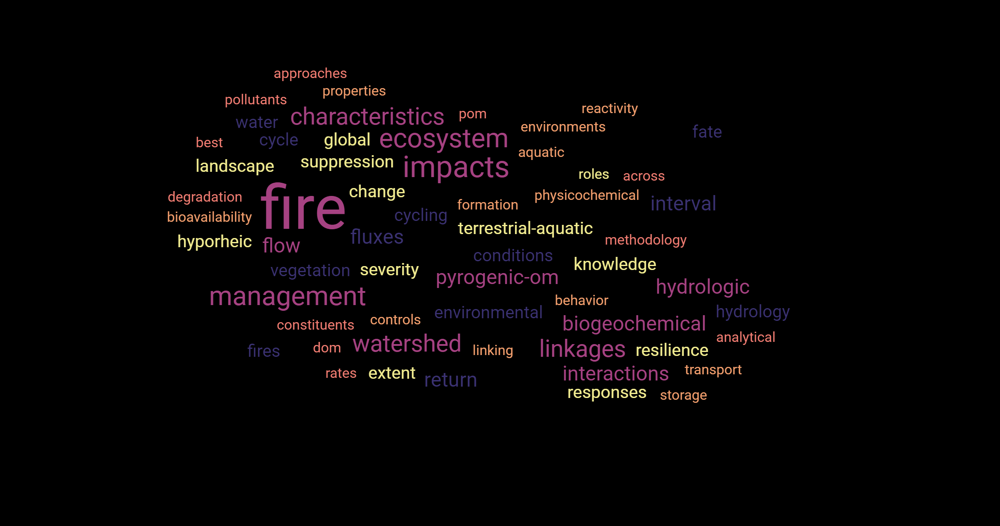 approaches
properties
pollutants
characteristics
pom
reactivity
water
environments
fate
best
cycle
global
ecosystem
aquatic
landscape
suppression
impacts
roles
across
degradation
fire
change
formation
physicochemical
interval
bioavailability
cycling
terrestrial-aquatic
hyporheic
flow
fluxes
methodology
conditions
knowledge
vegetation
severity
pyrogenic-om
hydrologic
management
behavior
environmental
hydrology
constituents
controls
biogeochemical
analytical
fires
dom
watershed
linking
linkages
resilience
rates
extent
return
interactions
transport
responses
storage